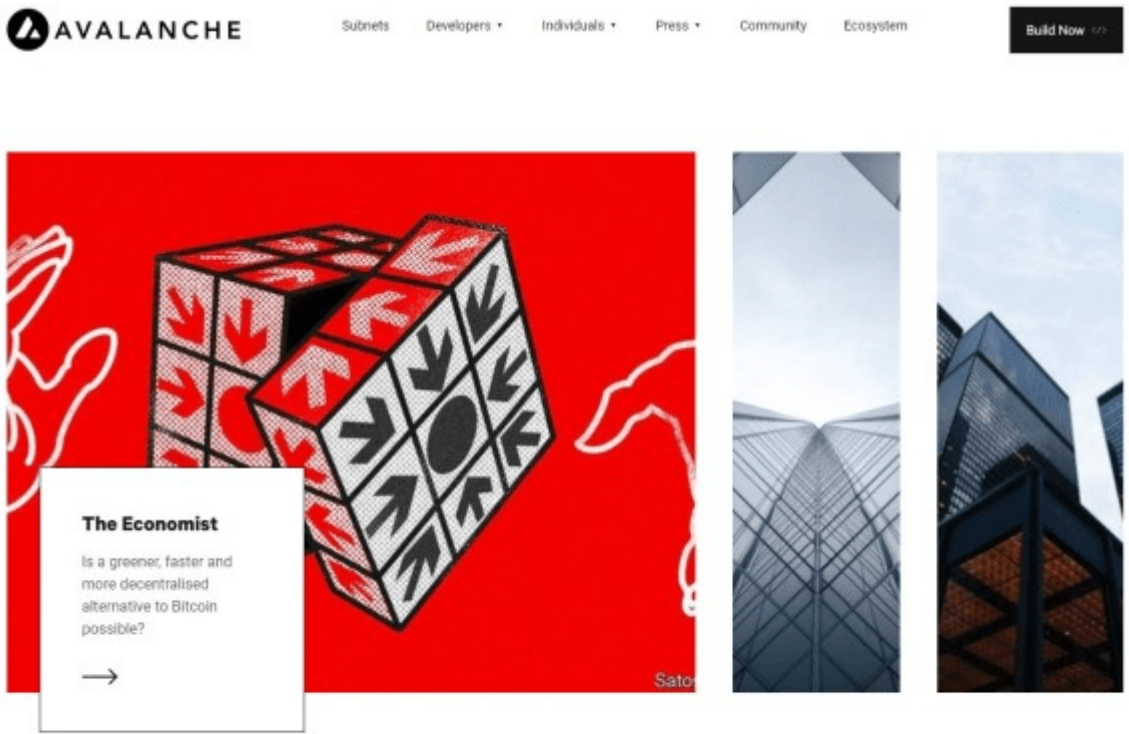 AVALANCHE
Subnets Developers Individuals Press Community Ecosystem
Build Now </>
The Economist
Is a greener, faster and
more decentralised
alternative to Bitcoin
possible?
Satos